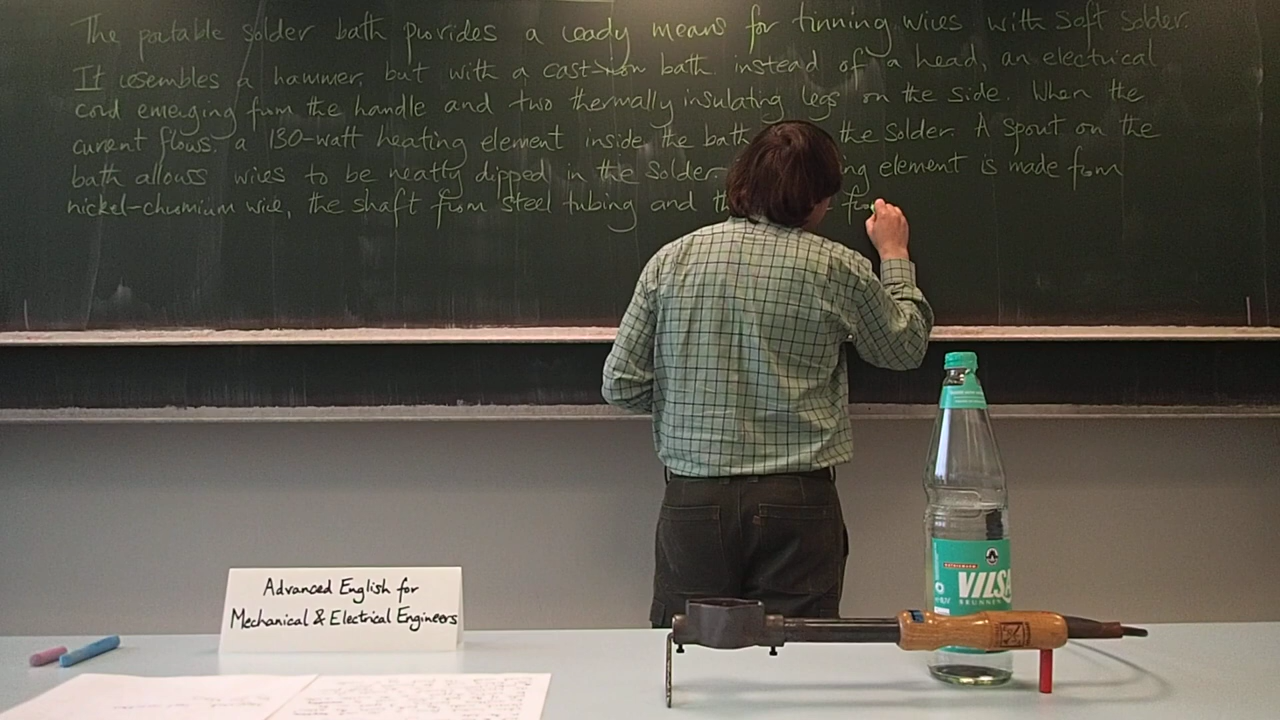 The portable solder bath provides a ready means for tinning wires with soft solder.
It resembles a hammer, but with a cast-iron bath instead of a head, an electrical
cord emerging from the handle and two thermally insulating legs on the side. When the
current flows, a 130-watt heating element inside the bath the solder. A spout on the
bath allows wires to be neatly dipped in the solder. ing element is made from
nickel-chromium wire, the shaft from steel tubing and th from
VILSA
BRUNNEN
Advanced English for
Mechanical & Electrical Engineers